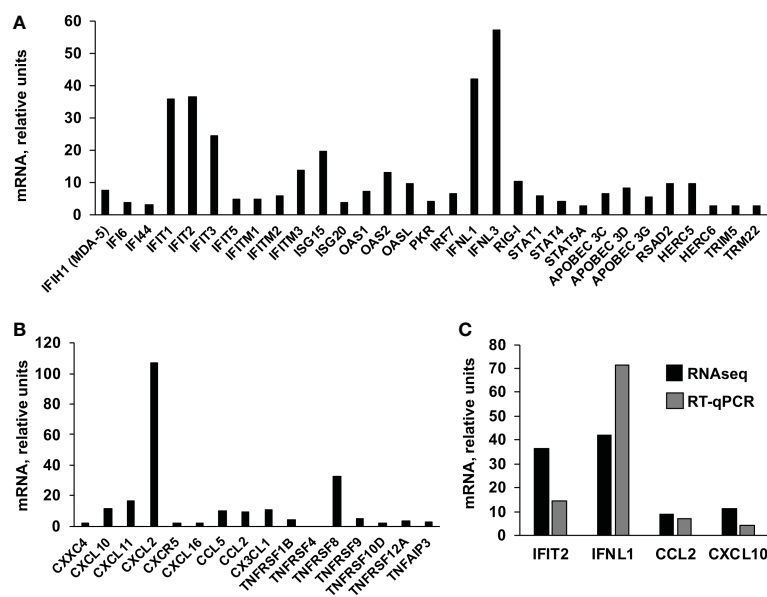 A
mRNA, relative units
60
50
40
30
20
10
0
IFIH1 (MDA-5)
IFI6
IFI44
IFIT1
IFIT2
IFIT3
IFIT5
IFITM1
IFITM2
IFITM3
ISG15
ISG20
OAS1
OAS2
OASL
PKR
IRF7
IFNL1
IFNL3
RIG-I
STAT1
STAT4
STAT5A
APOBEC 3C
APOBEC 3D
APOBEC 3G
RSAD2
HERC5
HERC6
TRIM5
TRM22
B
mRNA, relative units
120
100
80
60
40
20
0
CXXC4
CXCL10
CXCL11
CXCL2
CXCR5
CXCL16
CCL5
CCL2
CX3CL1
TNFRSF1B
TNFRSF4
TNFRSF8
TNFRSF9
TNFRSF10D
TNFRSF12A
TNFAIP3
C
mRNA, relative units
80
70
60
50
40
30
20
10
0
RNAseq
RT-qPCR
IFIT2
IFNL1
CCL2
CXCL10